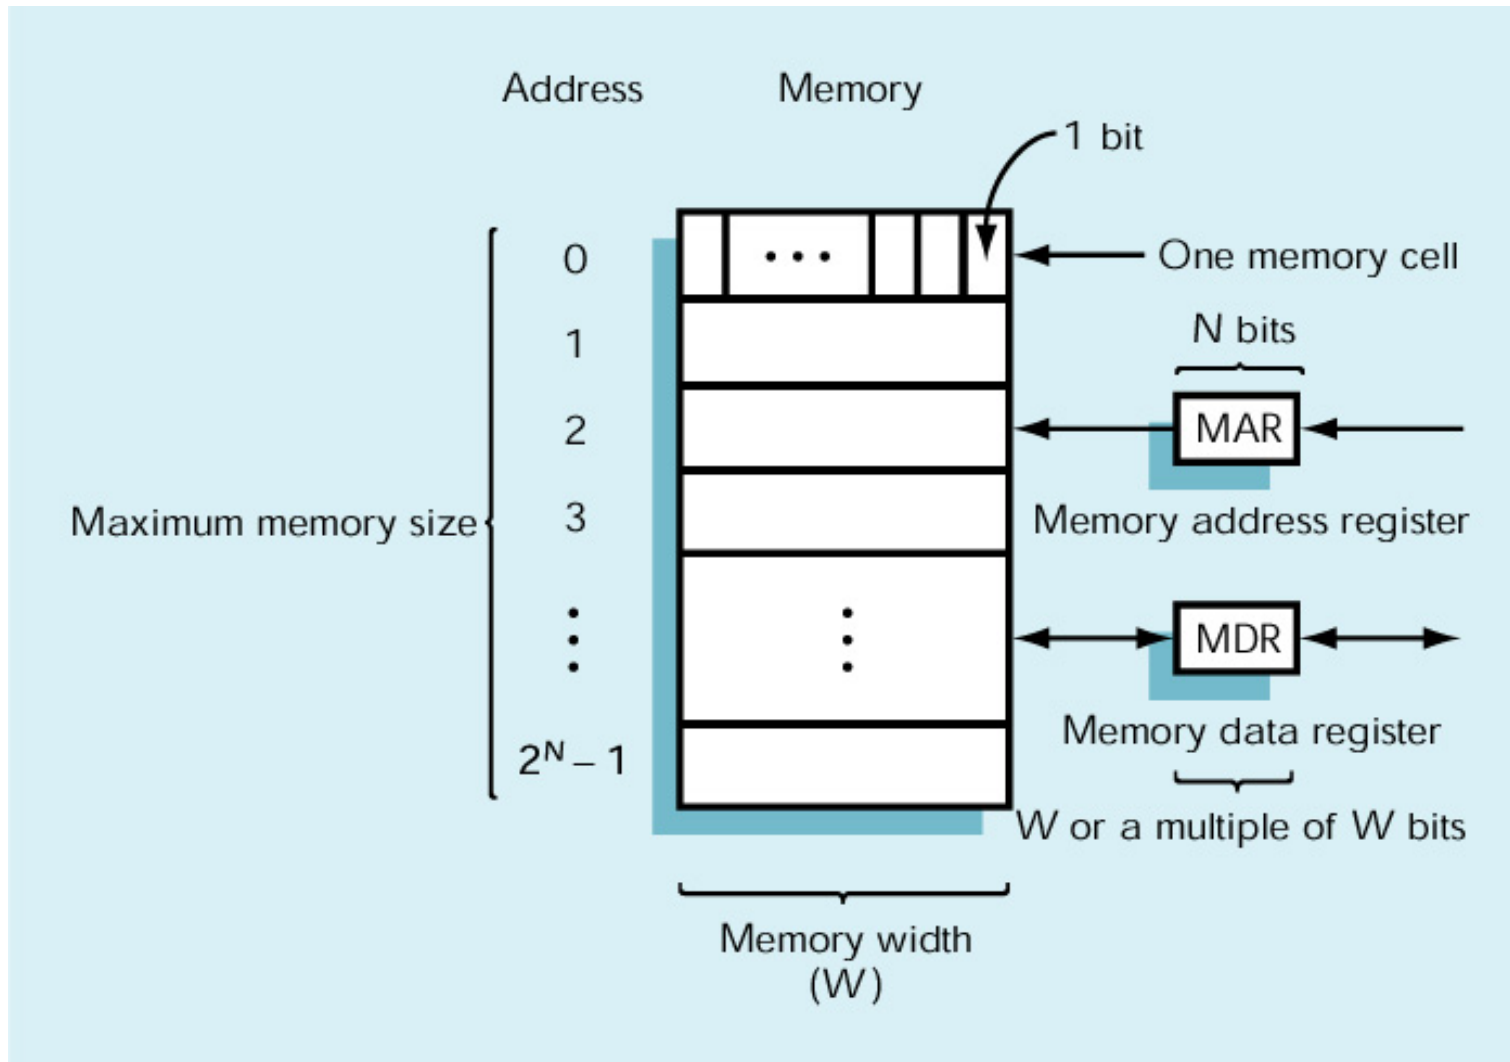 Address Memory
1 bit
0 • • • One memory cell
1 N bits
2 MAR
Maximum memory size 3 Memory address register
MDR
2ᴺ – 1 Memory data register
W or a multiple of W bits
Memory width
(W)